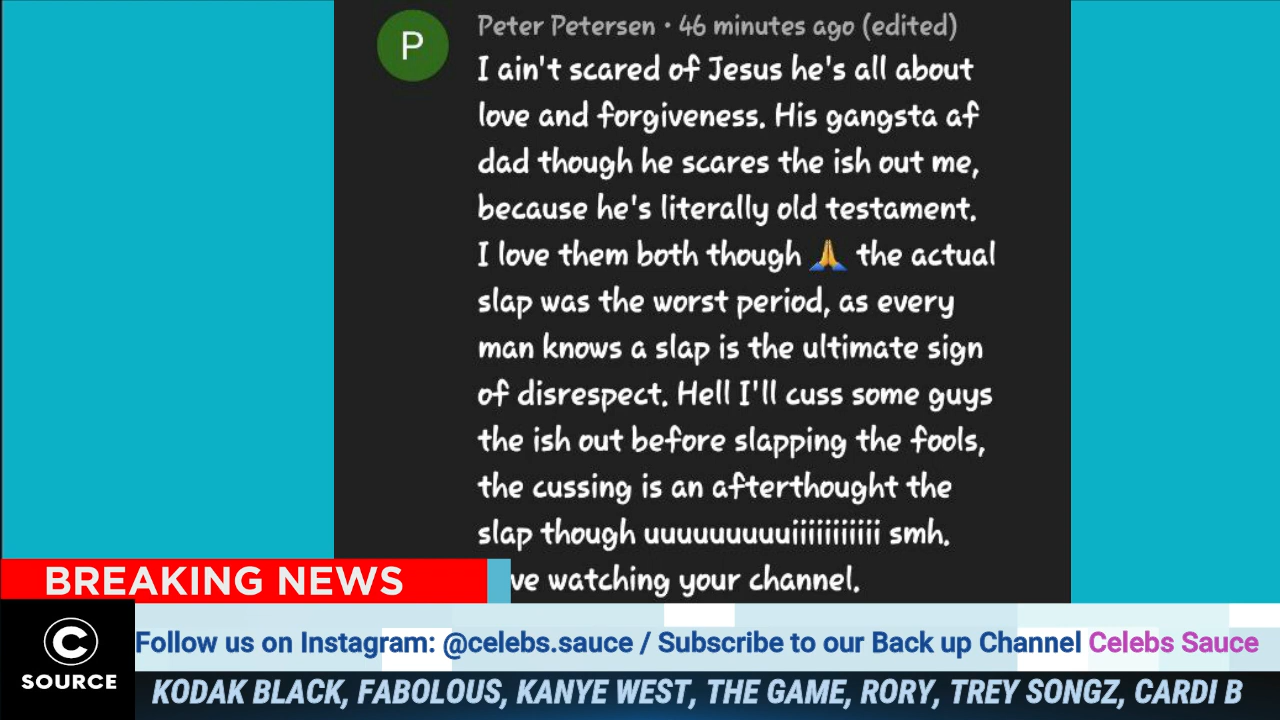 P
Peter Petersen • 46 minutes ago (edited)
I ain't scared of Jesus he's all about
love and forgiveness. His gangsta af
dad though he scares the ish out me,
because he's literally old testament.
I love them both though 🙏 the actual
slap was the worst period, as every
man knows a slap is the ultimate sign
of disrespect. Hell I'll cuss some guys
the ish out before slapping the fools,
the cussing is an afterthought the
slap though uuuuuuuuuiiiiiiiiiii smh.
ve watching your channel.
BREAKING NEWS
C
SOURCE
Follow us on Instagram: @celebs.sauce / Subscribe to our Back up Channel Celebs Sauce
KODAK BLACK, FABOLOUS, KANYE WEST, THE GAME, RORY, TREY SONGZ, CARDI B